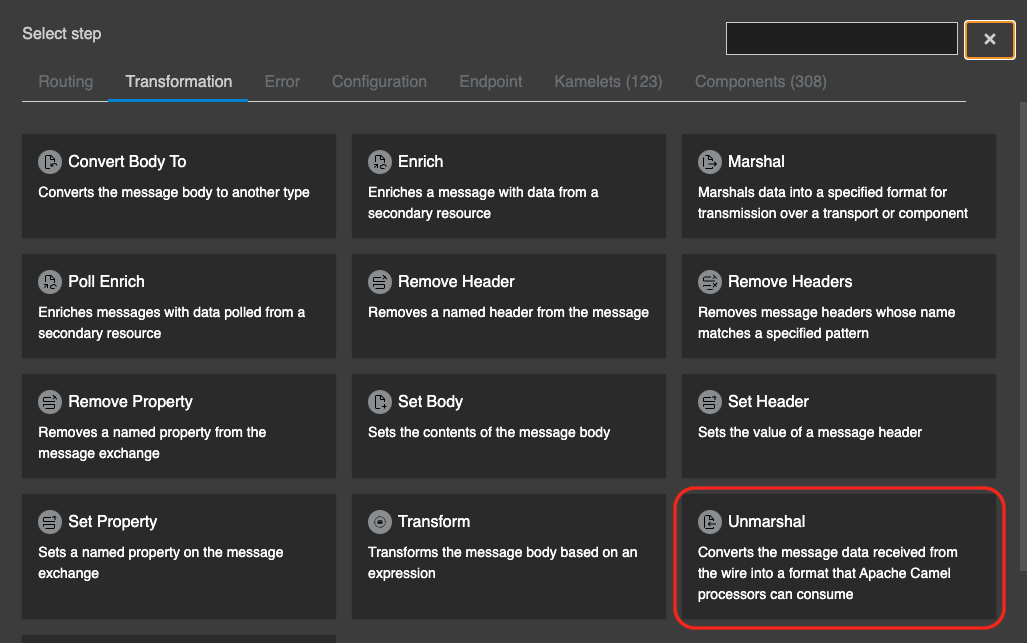 Select step
Routing Transformation Error Configuration Endpoint Kamelets (123) Components (308)
Convert Body To
Converts the message body to another type
Enrich
Enriches a message with data from a
secondary resource
Marshal
Marshals data into a specified format for
transmission over a transport or component
Poll Enrich
Enriches messages with data polled from a
secondary resource
Remove Header
Removes a named header from the message
Remove Headers
Removes message headers whose name
matches a specified pattern
Remove Property
Removes a named property from the
message exchange
Set Body
Sets the contents of the message body
Set Header
Sets the value of a message header
Set Property
Sets a named property on the message
exchange
Transform
Transforms the message body based on an
expression
Unmarshal
Converts the message data received from
the wire into a format that Apache Camel
processors can consume